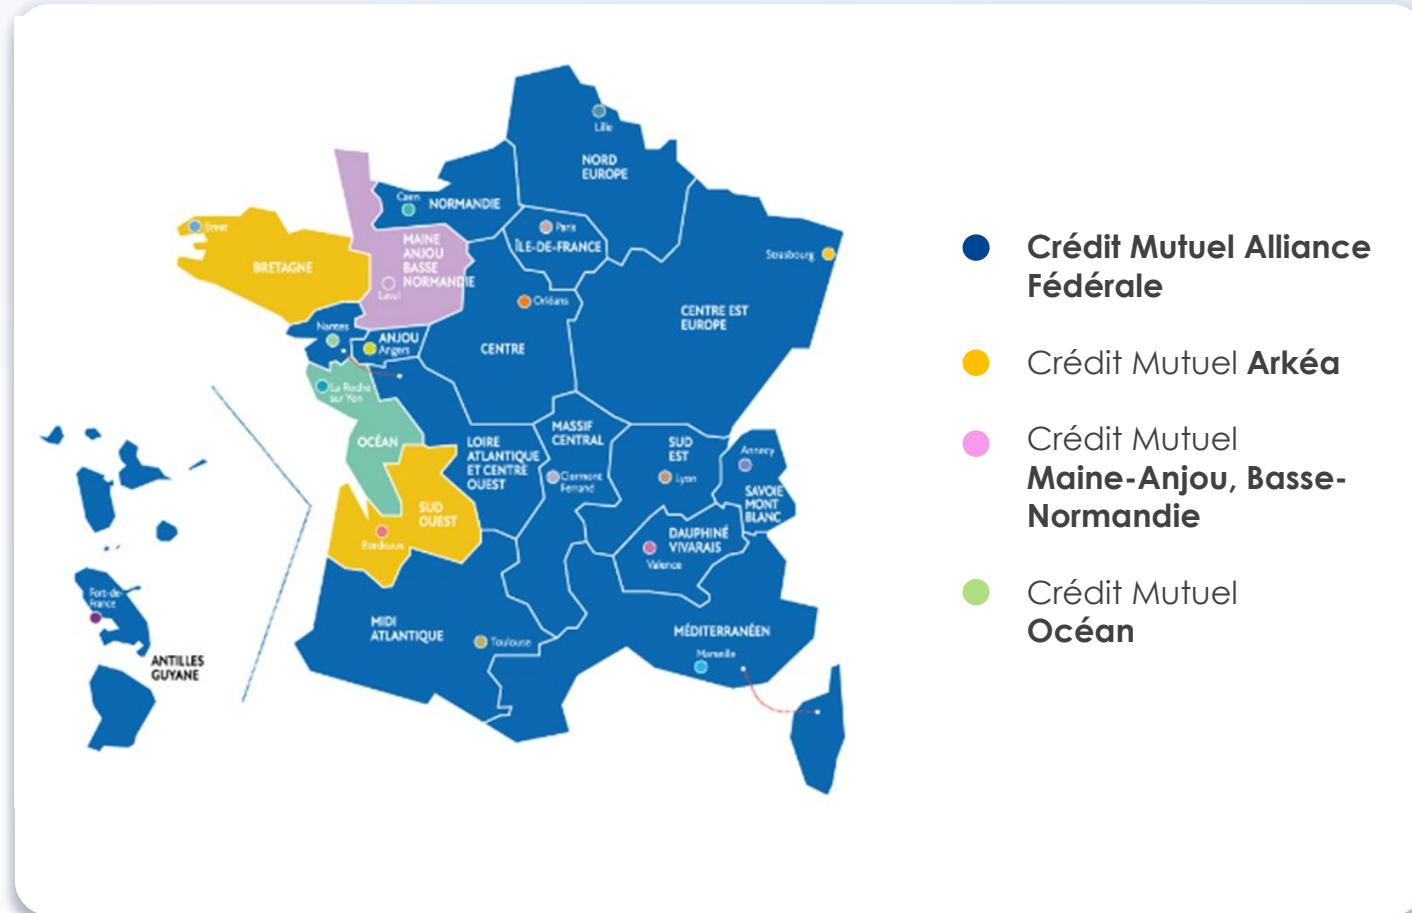 Lille
NORD
EUROPE
Caen
NORMANDIE
Paris
ÎLE-DE-FRANCE
Brest
BRETAGNE
MAINE
ANJOU
BASSE
NORMANDIE
Laval
Strasbourg
Orléans
CENTRE EST
EUROPE
Nantes
ANJOU
Angers
CENTRE
La Roche
sur Yon
OCÉAN
LOIRE
ATLANTIQUE
ET CENTRE
OUEST
MASSIF
CENTRAL
Clermont
Ferrand
SUD
EST
Lyon
Annecy
SAVOIE
MONT
BLANC
SUD
OUEST
Bordeaux
DAUPHINÉ
VIVARAIS
Valence
MIDI
ATLANTIQUE
Toulouse
MÉDITERRANÉEN
Marseille
Fort-de-
France
ANTILLES
GUYANE
Crédit Mutuel Alliance
Fédérale
Crédit Mutuel Arkéa
Crédit Mutuel
Maine-Anjou, Basse-
Normandie
Crédit Mutuel
Océan